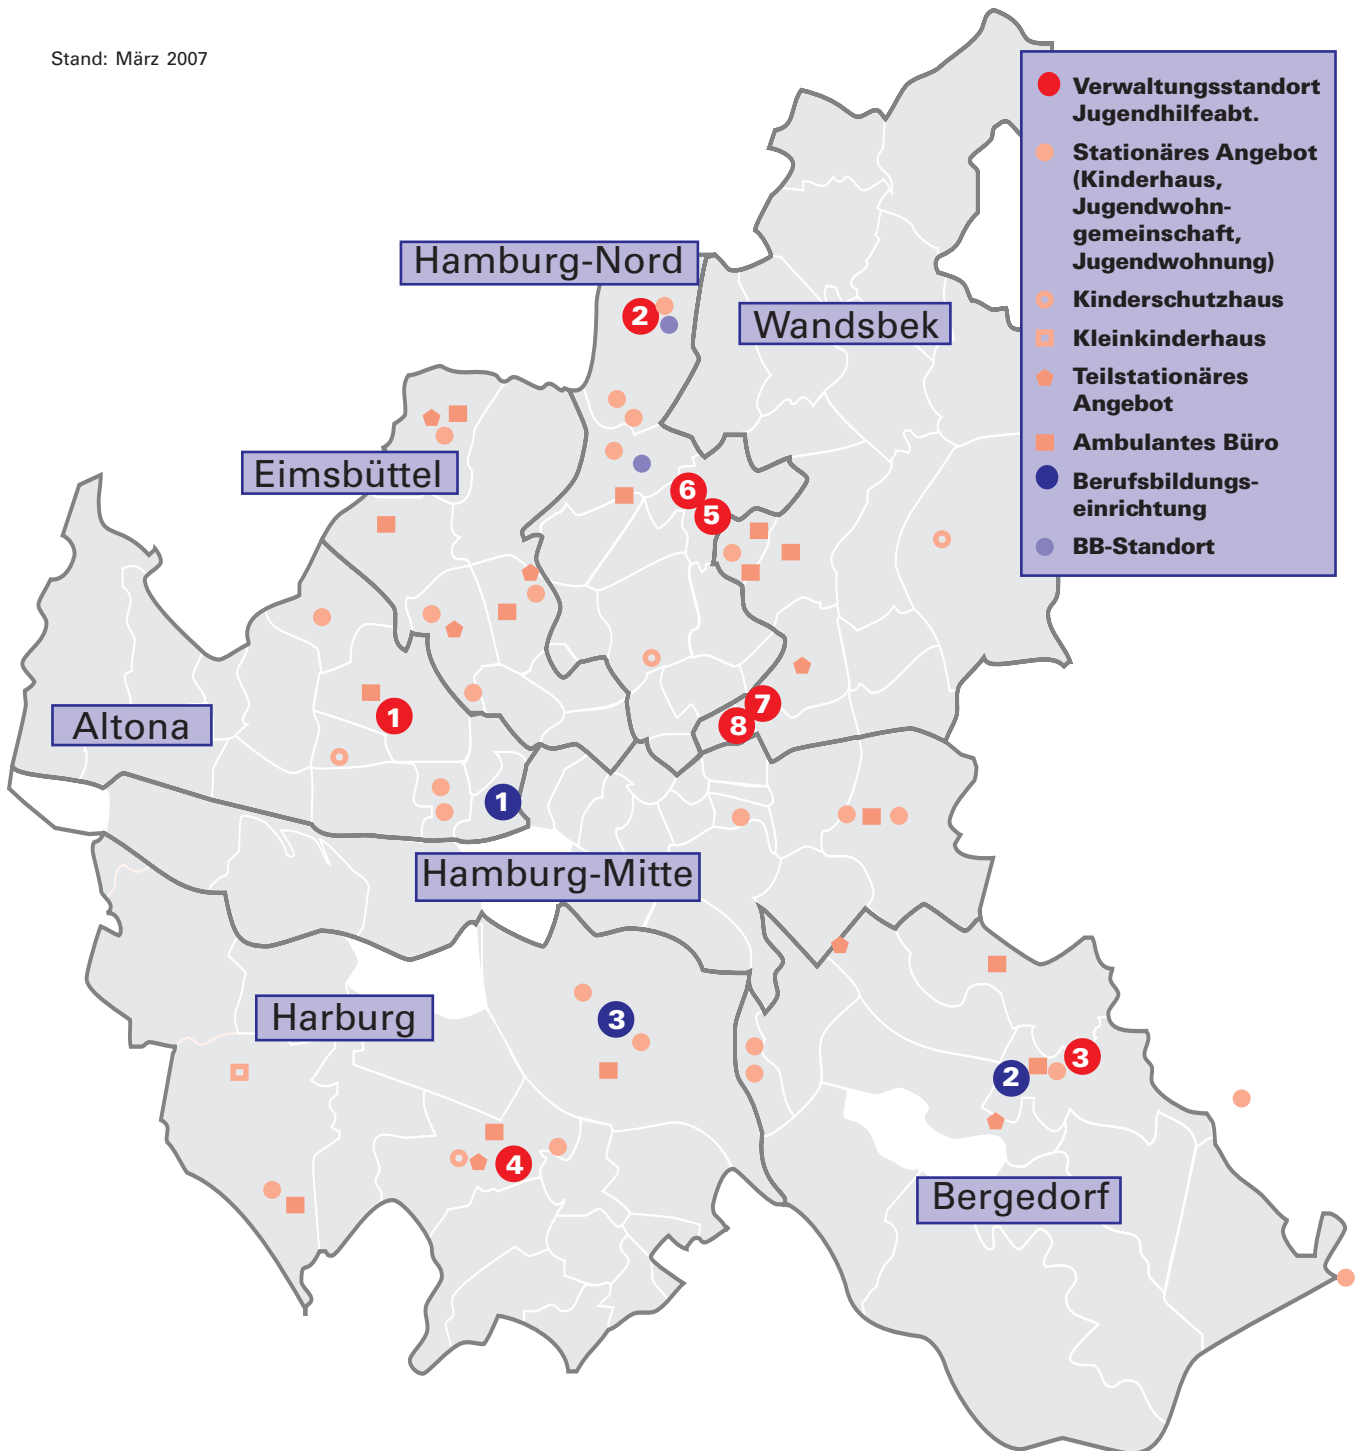 Stand: März 2007
Verwaltungsstandort
Jugendhilfeabt.
Stationäres Angebot
(Kinderhaus,
Jugendwohn-
gemeinschaft,
Jugendwohnung)
Kinderschutzhaus
Kleinkinderhaus
Teilstationäres
Angebot
Ambulantes Büro
Berufsbildungs-
einrichtung
BB-Standort
Hamburg-Nord
2
Wandsbek
Eimsbüttel
6
5
Altona
1
7
8
1
Hamburg-Mitte
Harburg
3
3
2
4
Bergedorf